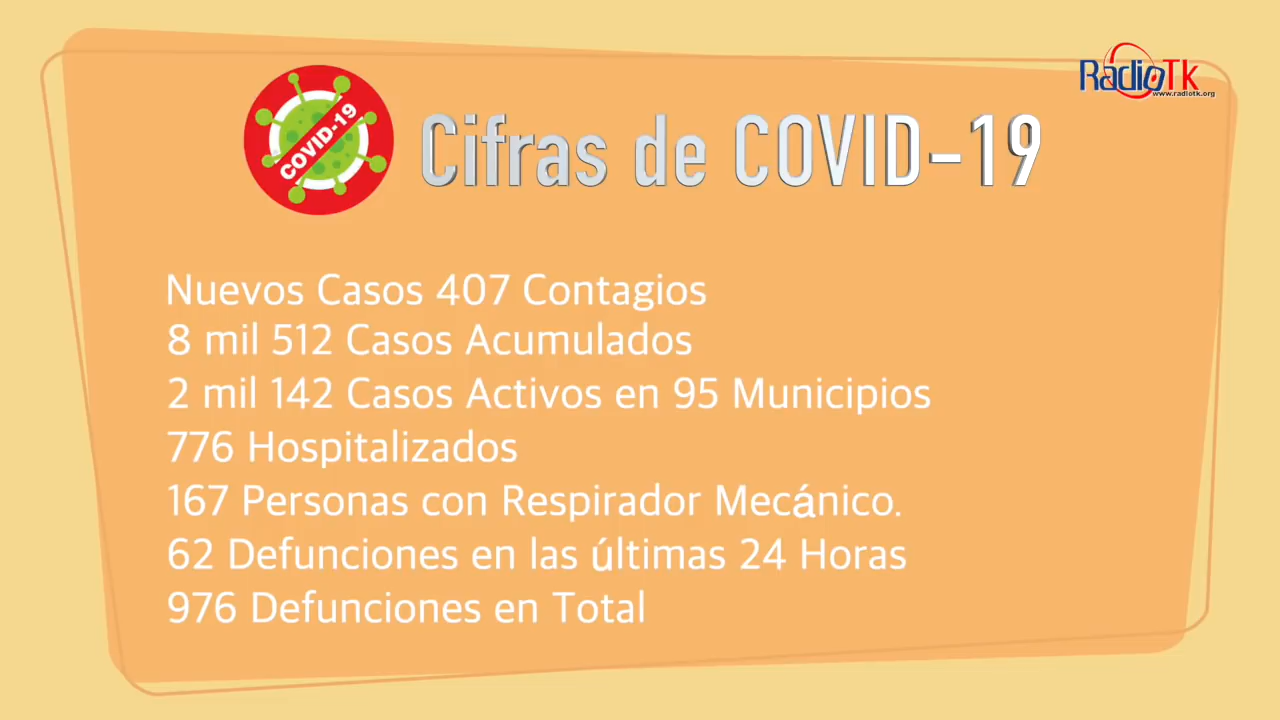 RadioTk
www.radiotk.org
COVID-19
Cifras de COVID-19
Nuevos Casos 407 Contagios
8 mil 512 Casos Acumulados
2 mil 142 Casos Activos en 95 Municipios
776 Hospitalizados
167 Personas con Respirador Mecánico.
62 Defunciones en las últimas 24 Horas
976 Defunciones en Total